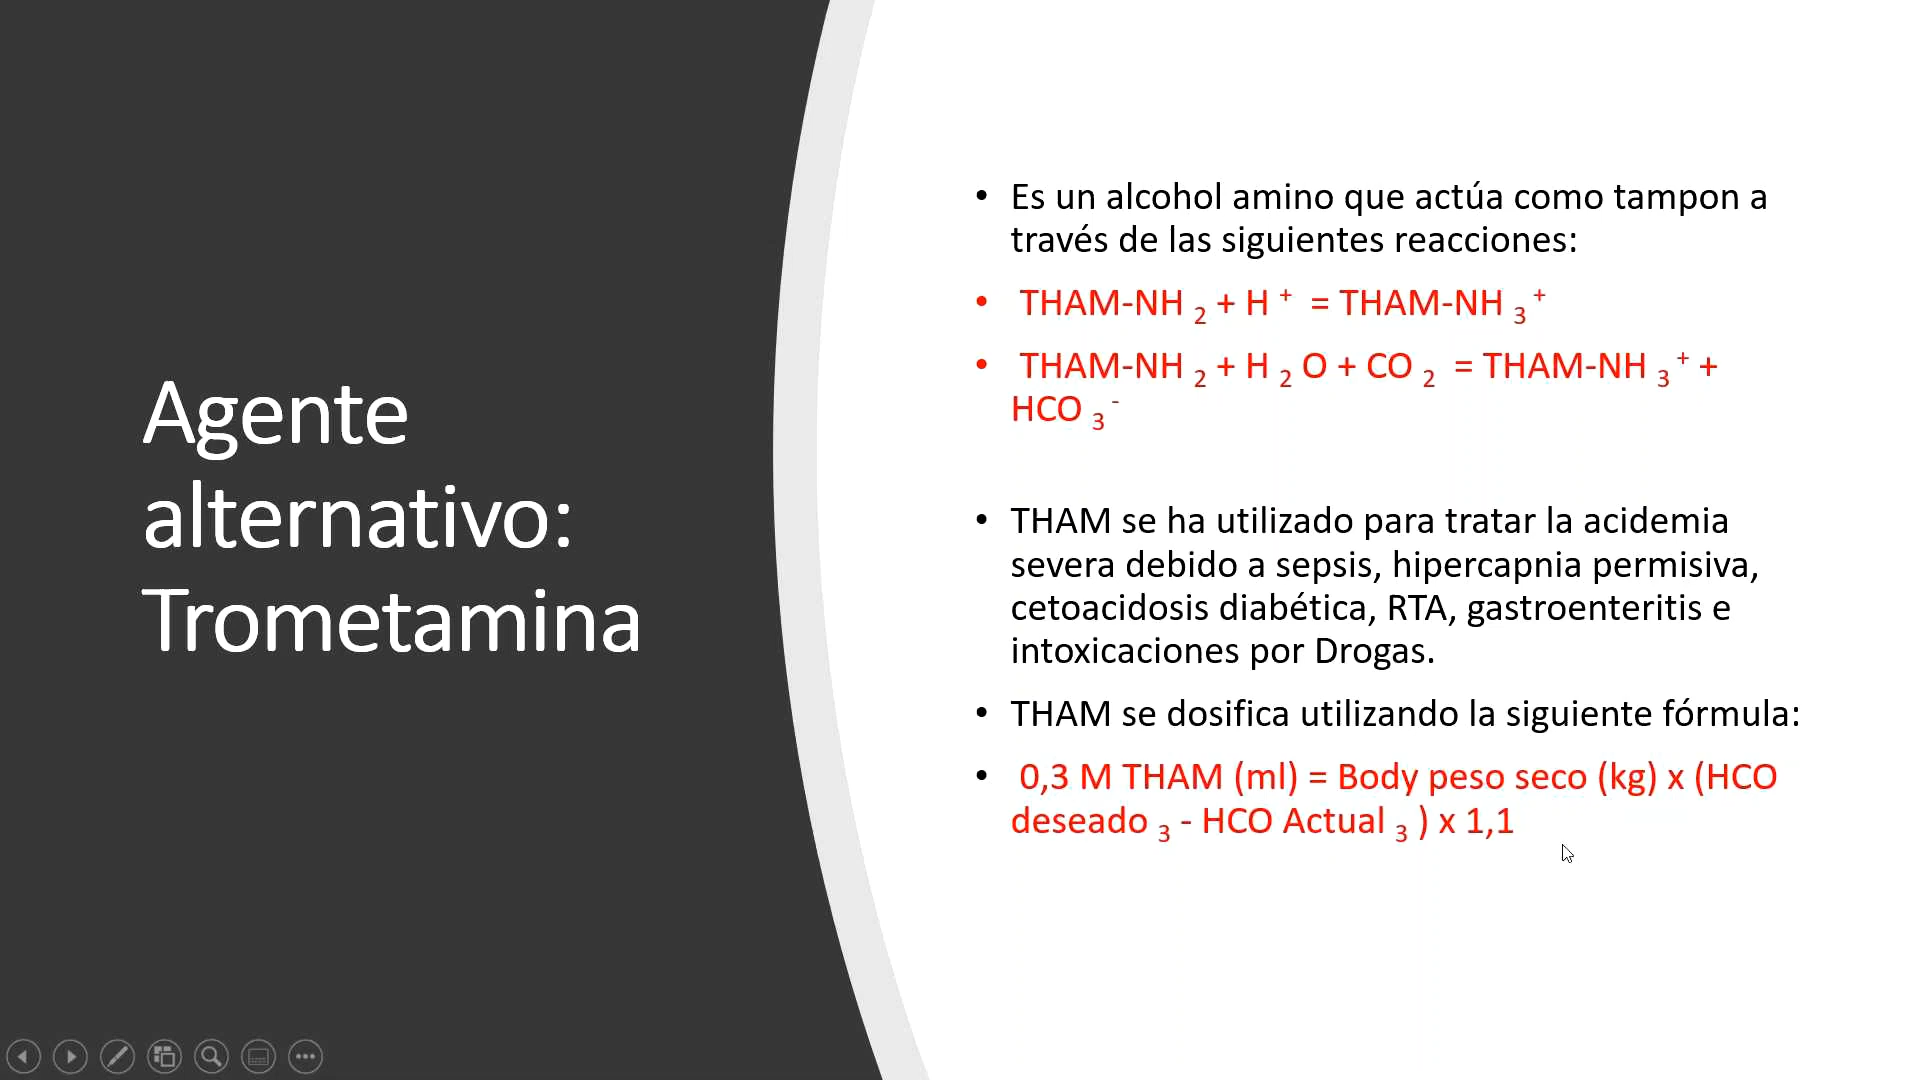 Agente
alternativo:
Trometamina
• Es un alcohol amino que actúa como tampon a
través de las siguientes reacciones:
• THAM-NH ₂ + H ⁺ = THAM-NH ₃ ⁺
• THAM-NH ₂ + H ₂ O + CO ₂ = THAM-NH ₃ ⁺ +
HCO ₃ ⁻
• THAM se ha utilizado para tratar la acidemia
severa debido a sepsis, hipercapnia permisiva,
cetoacidosis diabética, RTA, gastroenteritis e
intoxicaciones por Drogas.
• THAM se dosifica utilizando la siguiente fórmula:
• 0,3 M THAM (ml) = Body peso seco (kg) x (HCO
deseado ₃ - HCO Actual ₃ ) x 1,1